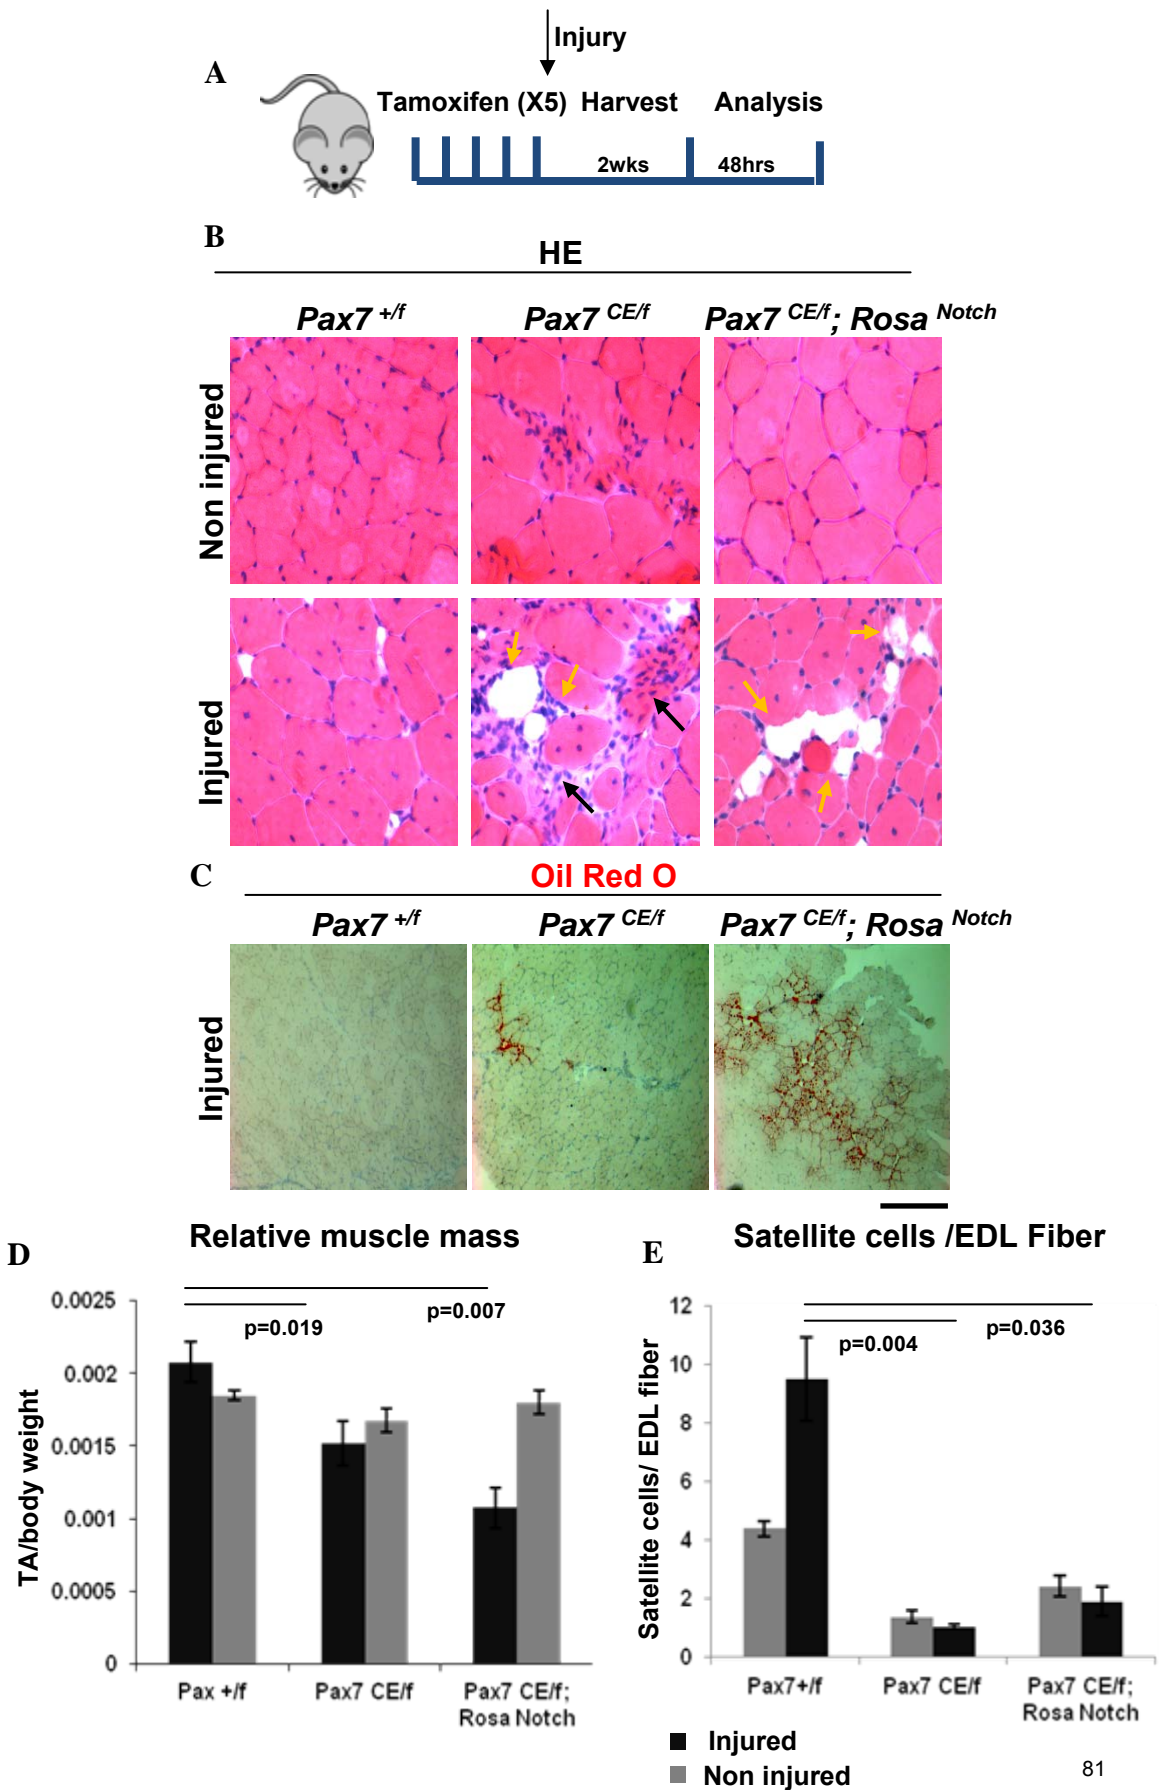 Injury
A
Tamoxifen (X5) Harvest Analysis
2wks 48hrs
B
HE
Pax7 +/f Pax7 CE/f Pax7 CE/f; Rosa Notch
Non injured
Injured
C
Oil Red O
Pax7 +/f Pax7 CE/f Pax7 CE/f; Rosa Notch
Injured
D
Relative muscle mass
p=0.019
p=0.007
TA/body weight
0.0025
0.002
0.0015
0.001
0.0005
0
Pax +/f
Pax7 CE/f
Pax7 CE/f;
Rosa Notch
E
Satellite cells /EDL Fiber
p=0.004
p=0.036
Satellite cells/ EDL fiber
12
10
8
6
4
2
0
Pax7+/f
Pax7 CE/f
Pax7 CE/f;
Rosa Notch
Injured
Non injured
81